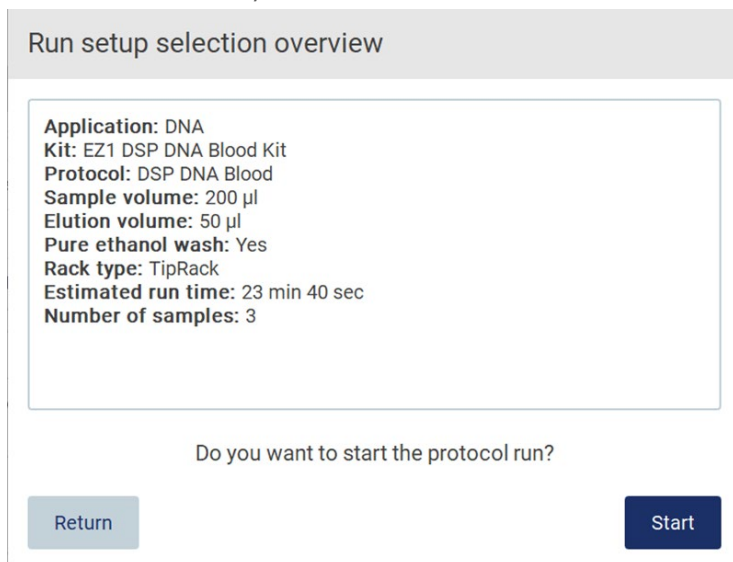 Run setup selection overview
Application: DNA
Kit: EZ1 DSP DNA Blood Kit
Protocol: DSP DNA Blood
Sample volume: 200 µl
Elution volume: 50 µl
Pure ethanol wash: Yes
Rack type: TipRack
Estimated run time: 23 min 40 sec
Number of samples: 3
Do you want to start the protocol run?
Return
Start